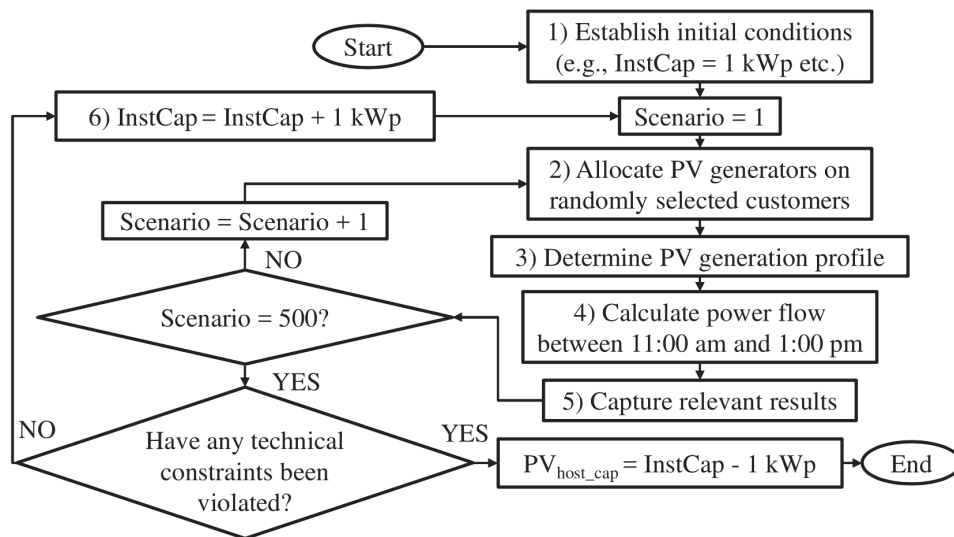 Start
1) Establish initial conditions
(e.g., InstCap = 1 kWp etc.)
6) InstCap = InstCap + 1 kWp
Scenario = 1
2) Allocate PV generators on
randomly selected customers
Scenario = Scenario + 1
3) Determine PV generation profile
NO
Scenario = 500?
4) Calculate power flow
between 11:00 am and 1:00 pm
YES
5) Capture relevant results
NO
Have any technical
constraints been
violated?
YES
PV_host_cap = InstCap - 1 kWp
End